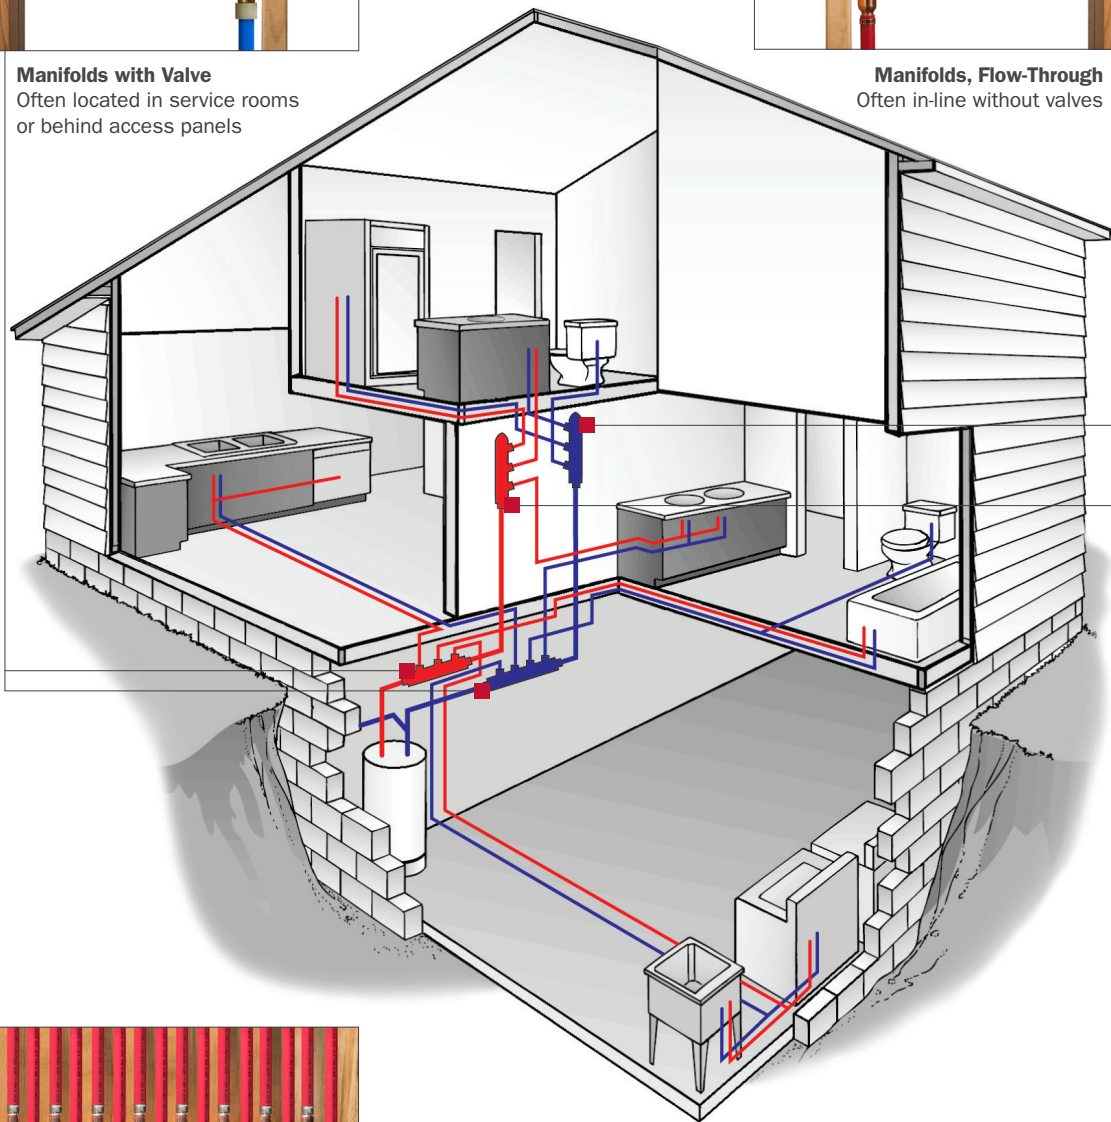 Manifolds with Valve
Often located in service rooms
or behind access panels
Manifolds, Flow-Through
Often in-line without valves